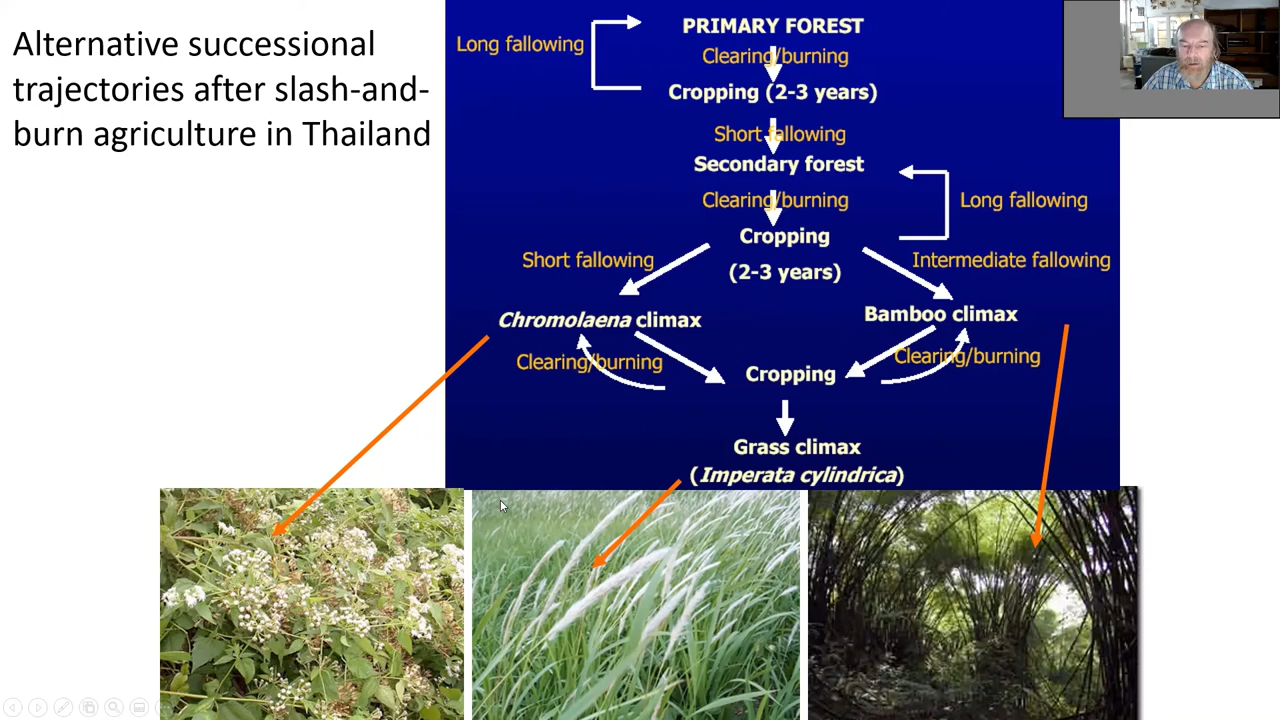 Alternative successional
trajectories after slash-and-
burn agriculture in Thailand
PRIMARY FOREST
Long fallowing
Clearing/burning
Cropping (2-3 years)
Short fallowing
Secondary forest
Clearing/burning
Long fallowing
Cropping
(2-3 years)
Short fallowing
Intermediate fallowing
Chromolaena climax
Bamboo climax
Clearing/burning
Clearing/burning
Cropping
Grass climax
(Imperata cylindrica)